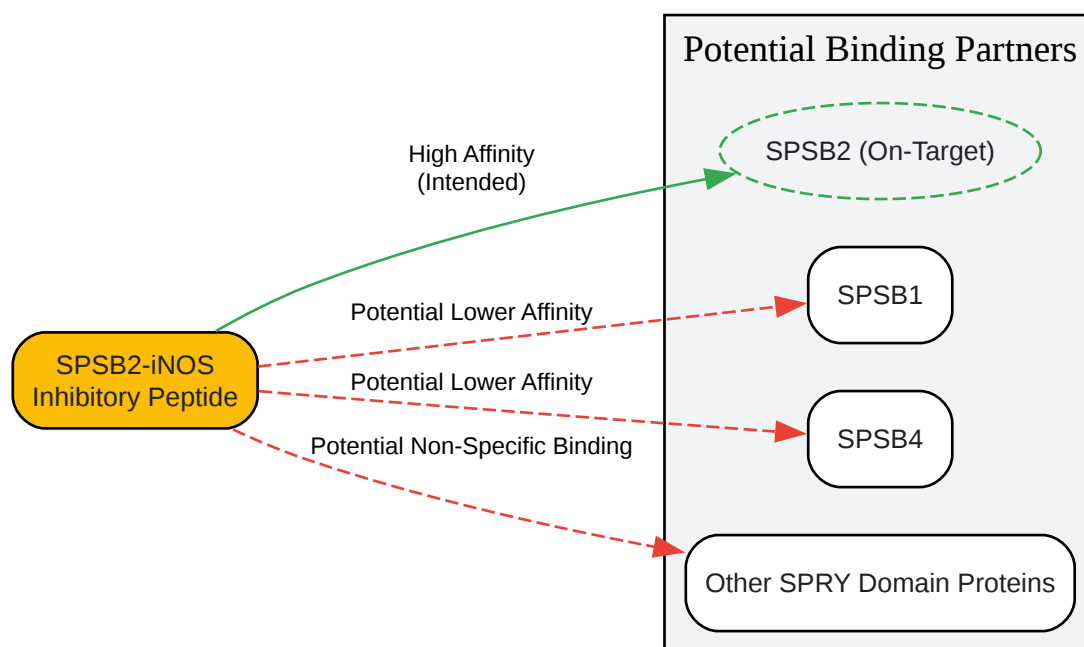 Potential Binding Partners
High Affinity
(Intended)
SPSB2 (On-Target)
Potential Lower Affinity
SPSB1
SPSB2-iNOS
Inhibitory Peptide
Potential Lower Affinity
SPSB4
Potential Non-Specific Binding
Other SPRY Domain Proteins